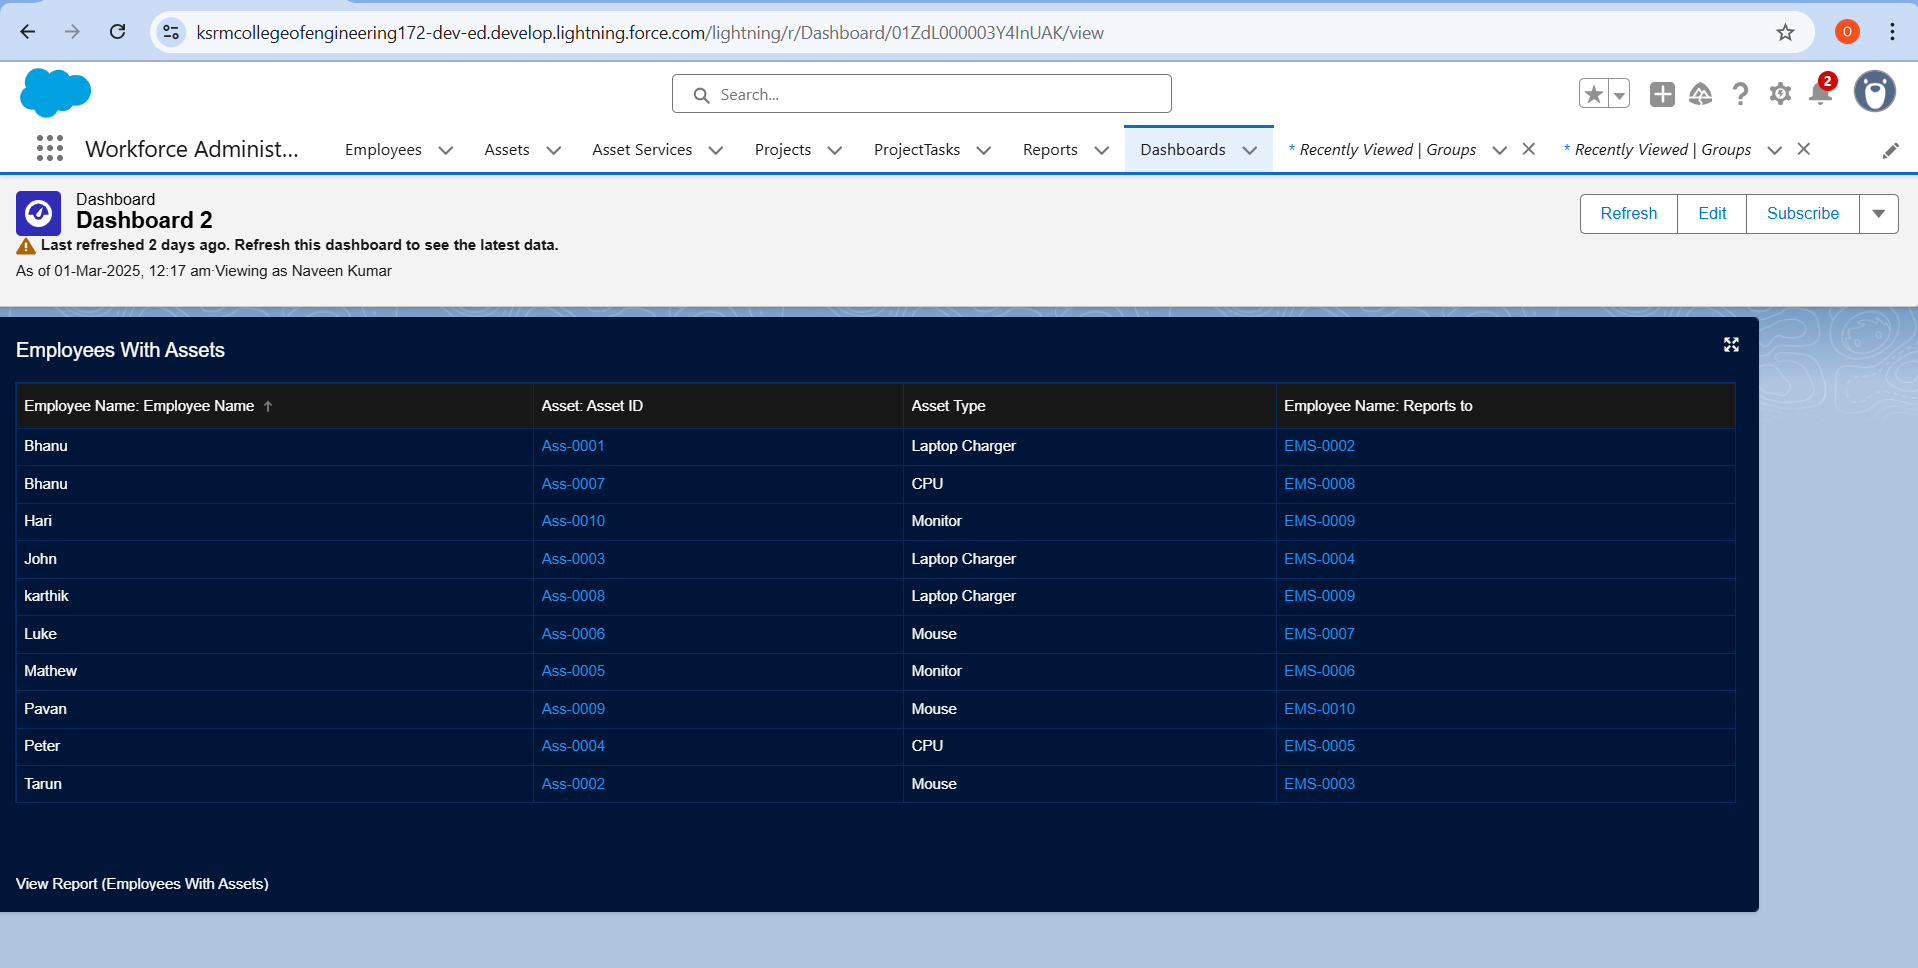 ksrmcollegeofengineering172-dev-ed.develop.lightning.force.com/lightning/r/Dashboard/01ZdL000003Y4InUAK/view
O
Search...
2
Workforce Administ...
Employees
Assets
Asset Services
Projects
ProjectTasks
Reports
Dashboards
* Recently Viewed | Groups
* Recently Viewed | Groups
Dashboard
Dashboard 2
Last refreshed 2 days ago. Refresh this dashboard to see the latest data.
As of 01-Mar-2025, 12:17 am·Viewing as Naveen Kumar
Refresh
Edit
Subscribe
Employees With Assets
Employee Name: Employee Name ↑ Asset: Asset ID Asset Type Employee Name: Reports to
Bhanu Ass-0001 Laptop Charger EMS-0002
Bhanu Ass-0007 CPU EMS-0008
Hari Ass-0010 Monitor EMS-0009
John Ass-0003 Laptop Charger EMS-0004
karthik Ass-0008 Laptop Charger EMS-0009
Luke Ass-0006 Mouse EMS-0007
Mathew Ass-0005 Monitor EMS-0006
Pavan Ass-0009 Mouse EMS-0010
Peter Ass-0004 CPU EMS-0005
Tarun Ass-0002 Mouse EMS-0003
View Report (Employees With Assets)